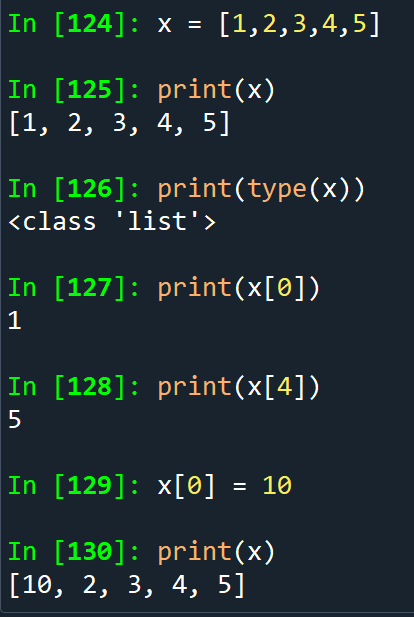 In [124]: x = [1,2,3,4,5]
In [125]: print(x)
[1, 2, 3, 4, 5]
In [126]: print(type(x))
<class 'list'>
In [127]: print(x[0])
1
In [128]: print(x[4])
5
In [129]: x[0] = 10
In [130]: print(x)
[10, 2, 3, 4, 5]